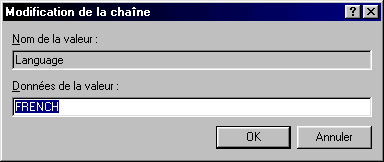 Modification de la chaîne
Nom de la valeur :
Language
Données de la valeur :
FRENCH
OK Annuler